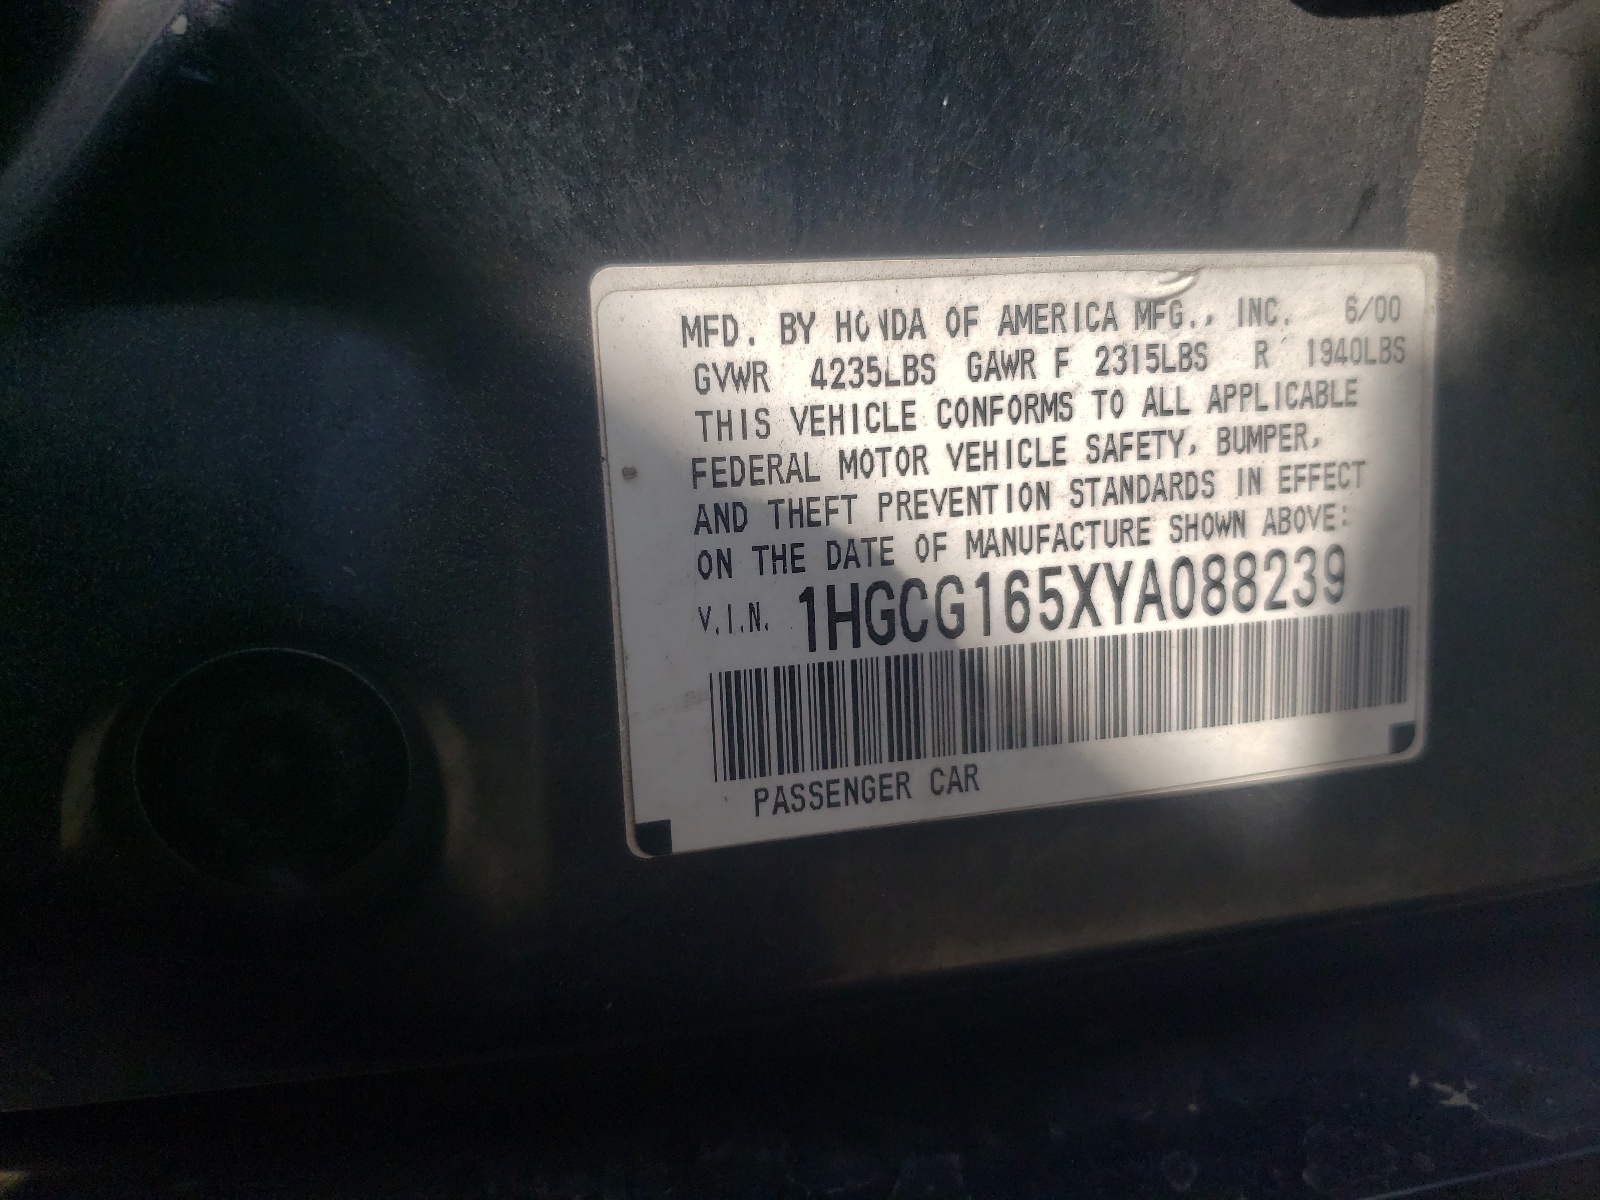 MFD. BY HONDA OF AMERICA MFG., INC. 6/00
GVWR 4235LBS GAWR F 2315LBS R 1940LBS
THIS VEHICLE CONFORMS TO ALL APPLICABLE
FEDERAL MOTOR VEHICLE SAFETY, BUMPER,
AND THEFT PREVENTION STANDARDS IN EFFECT
ON THE DATE OF MANUFACTURE SHOWN ABOVE:
V.I.N. 1HGCG165XYA088239
PASSENGER CAR